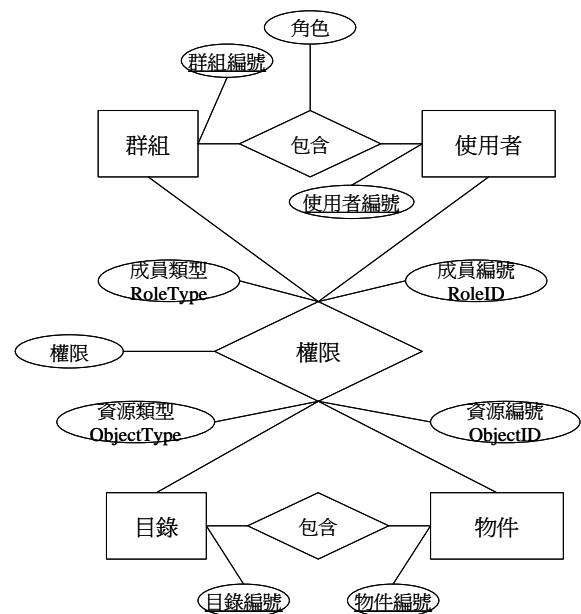 角色
群組編號
群組
包含
使用者
使用者編號
成員類型
RoleType
成員編號
RoleID
權限
權限
資源類型
ObjectType
資源編號
ObjectID
目錄
包含
物件
目錄編號
物件編號